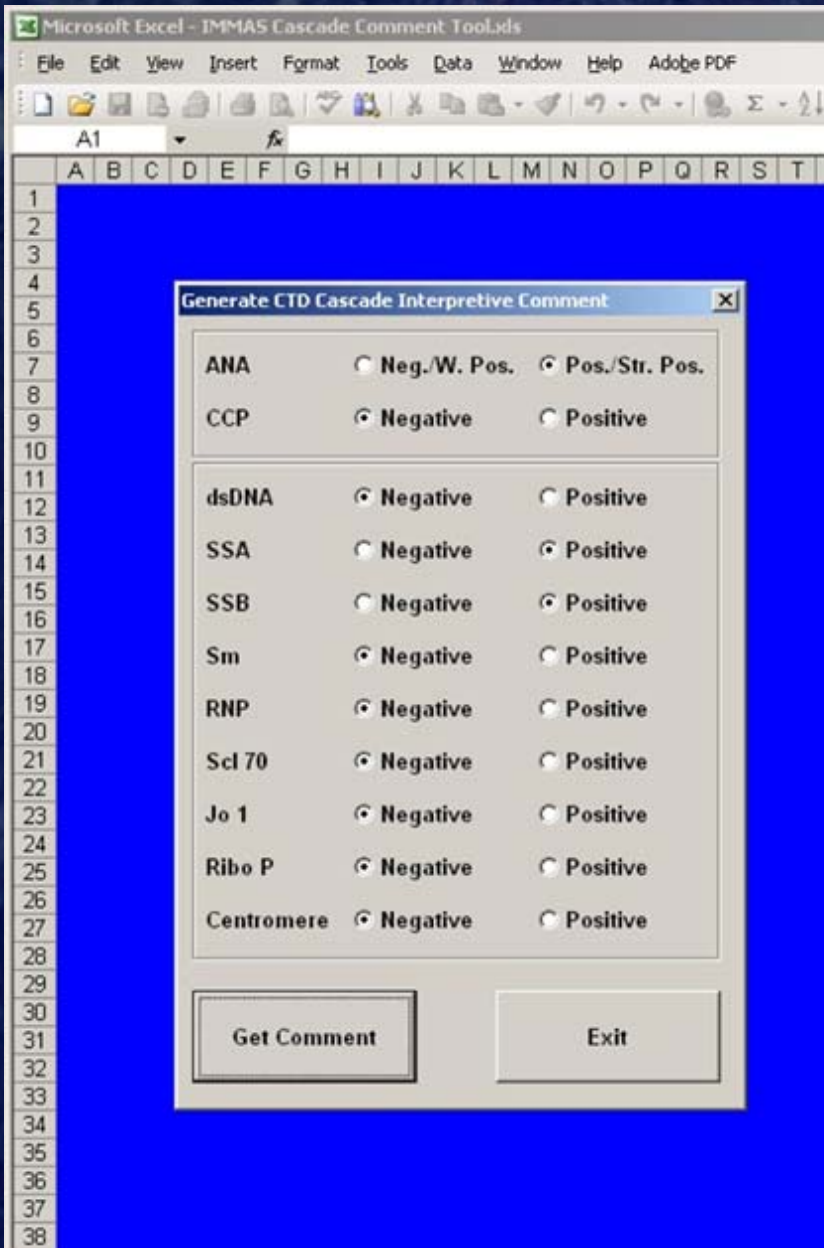 Microsoft Excel - IMMAS Cascade Comment Tool.xls
File Edit View Insert Format Tools Data Window Help Adobe PDF
A1 fx
A B C D E F G H I J K L M N O P Q R S T
1
2
3
4
Generate CTD Cascade Interpretive Comment
5
6
7
ANA Neg./W. Pos. Pos./Str. Pos.
8
9
CCP Negative Positive
10
11
12
dsDNA Negative Positive
13
14
SSA Negative Positive
15
16
SSB Negative Positive
17
18
Sm Negative Positive
19
20
RNP Negative Positive
21
22
Scl 70 Negative Positive
23
24
Jo 1 Negative Positive
25
Ribo P Negative Positive
26
27
Centromere Negative Positive
28
29
30
31
Get Comment Exit
32
33
34
35
36
37
38